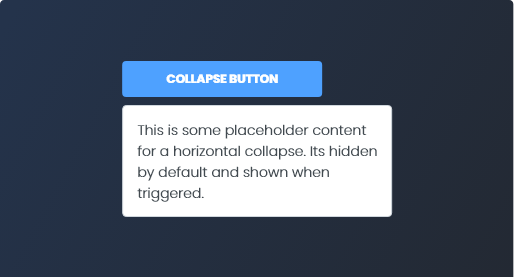 COLLAPSE BUTTON
This is some placeholder content
for a horizontal collapse. Its hidden
by default and shown when
triggered.